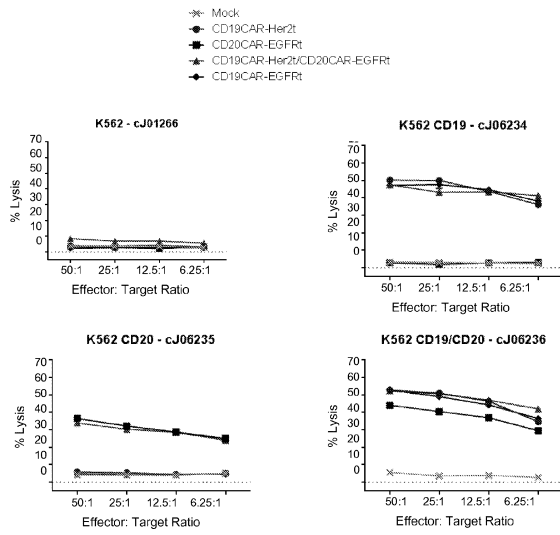 Mock
CD19CAR-Her2t
CD20CAR-EGFRt
CD19CAR-Her2t/CD20CAR-EGFRt
CD19CAR-EGFRt
K562 - cJ01266
70
60
50
40
30
20
10
0
% Lysis
50:1 25:1 12.5:1 6.25:1
Effector: Target Ratio
K562 CD19 - cJ06234
60
50
40
30
20
10
0
% Lysis
50:1 25:1 12.5:1 6.25:1
Effector: Target Ratio
K562 CD20 - cJ06235
70
60
50
40
30
20
10
0
% Lysis
50:1 25:1 12.5:1 6.25:1
Effector: Target Ratio
K562 CD19/CD20 - cJ06236
70
60
50
40
30
20
10
0
% Lysis
50:1 25:1 12.5:1 6.25:1
Effector: Target Ratio